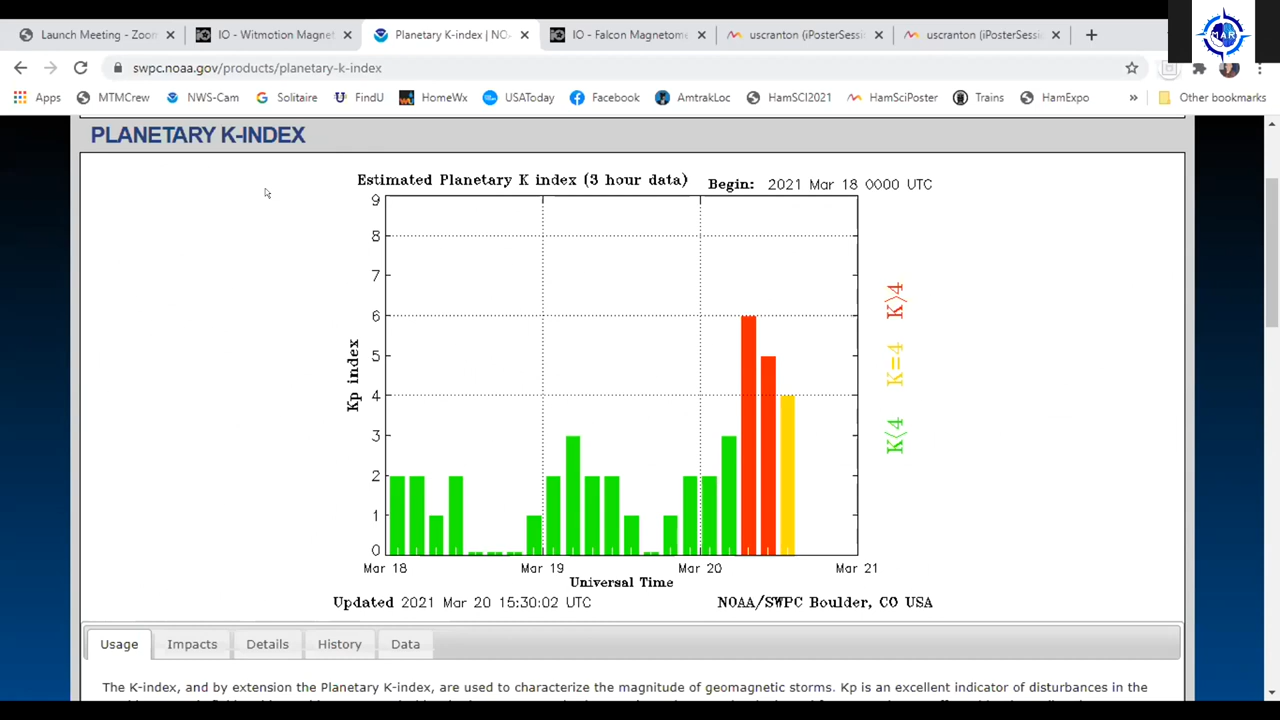 Launch Meeting - Zoom
IO - Witmotion Magnet
Planetary K-index | NO
IO - Falcon Magnetome
uscranton (iPosterSessi
uscranton (iPosterSessi
MAR
swpc.noaa.gov/products/planetary-k-index
Apps
MTMCrew
NWS-Cam
Solitaire
FindU
HomeWx
USAToday
Facebook
AmtrakLoc
HamSCI2021
HamSciPoster
Trains
HamExpo
Other bookmarks
PLANETARY K-INDEX
Estimated Planetary K index (3 hour data)
Begin: 2021 Mar 18 0000 UTC
9
8
7
6
5
4
3
2
1
0
Kp index
K>4
K=4
K<4
Mar 18
Mar 19
Mar 20
Mar 21
Universal Time
Updated 2021 Mar 20 15:30:02 UTC
NOAA/SWPC Boulder, CO USA
Usage
Impacts
Details
History
Data
The K-index, and by extension the Planetary K-index, are used to characterize the magnitude of geomagnetic storms. Kp is an excellent indicator of disturbances in the